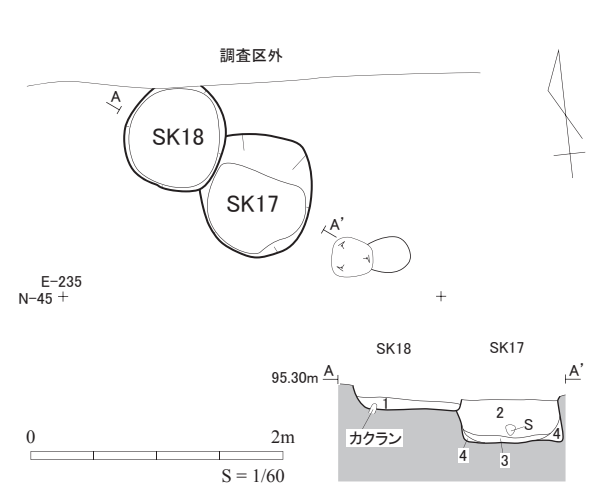 調査区外
A
SK18
SK17
A'
E-235
N-45
SK18 SK17
95.30m A A'
1
2
S
カクラン
4
3
4
0 2m
S = 1/60